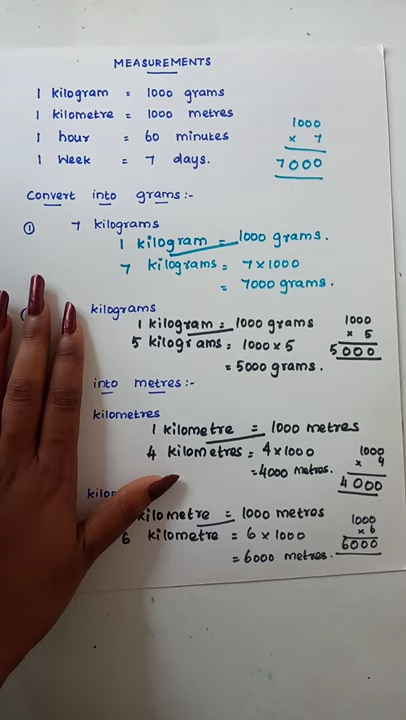 MEASUREMENTS
1 kilogram = 1000 grams
1 kilometre = 1000 metres
1 hour = 60 minutes
1 Week = 7 days.
1000
× 7
7000
Convert into grams:-
① 7 kilograms
1 kilogram = 1000 grams.
7 kilograms = 7×1000
= 7000 grams.
kilograms
1 kilogram = 1000 grams
5 kilograms = 1000 × 5
= 5000 grams.
1000
× 5
5000
into metres:-
kilometres
1 kilometre = 1000 metres
4 kilometres = 4×1000
= 4000 metres.
1000
× 4
4000
kilometre = 1000 metres
6 kilometre = 6 × 1000
= 6000 metres.
1000
× 6
6000